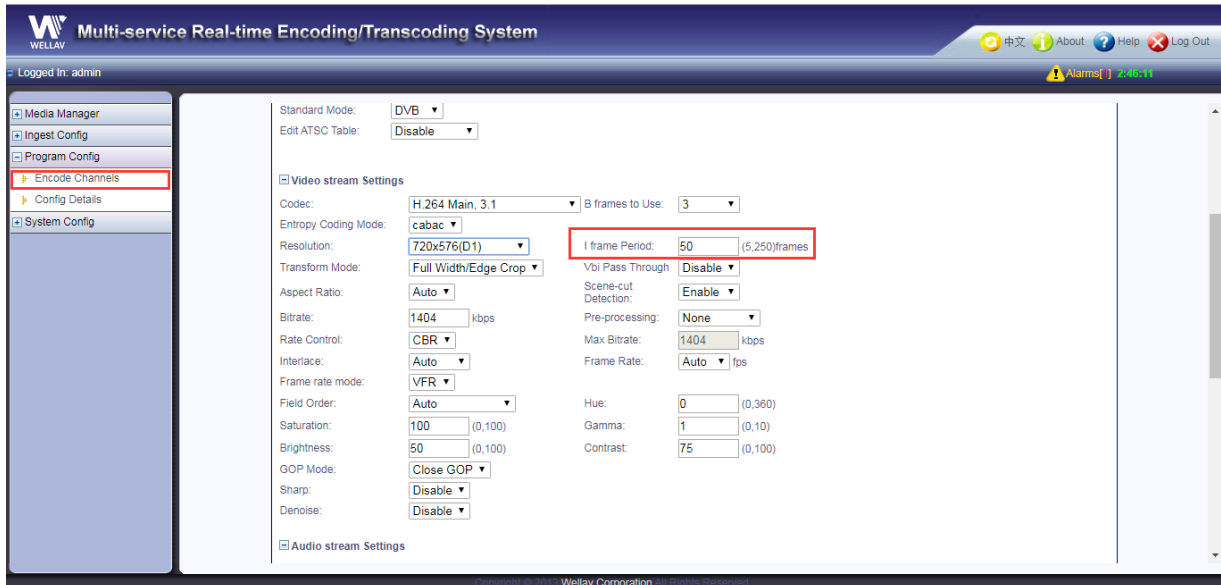 WELLAV
Multi-service Real-time Encoding/Transcoding System
中文 About Help Log Out
Logged In: admin
Alarms[] 2:46:11
Media Manager
Ingest Config
Program Config
Encode Channels
Config Details
System Config
Standard Mode: DVB
Edit ATSC Table: Disable
Video stream Settings
Codec: H.264 Main, 3.1 B frames to Use: 3
Entropy Coding Mode: cabac
Resolution: 720x576(D1) I frame Period: 50 (5,250)frames
Transform Mode: Full Width/Edge Crop Vbi Pass Through Disable
Aspect Ratio: Auto Scene-cut Detection: Enable
Bitrate: 1404 kbps Pre-processing: None
Rate Control: CBR Max Bitrate: 1404 kbps
Interlace: Auto Frame Rate: Auto fps
Frame rate mode: VFR
Field Order: Auto Hue: 0 (0,360)
Saturation: 100 (0,100) Gamma: 1 (0,10)
Brightness: 50 (0,100) Contrast: 75 (0,100)
GOP Mode: Close GOP
Sharp: Disable
Denoise: Disable
Audio stream Settings
Copyright © 2013 Wellav Corporation All Rights Reserved